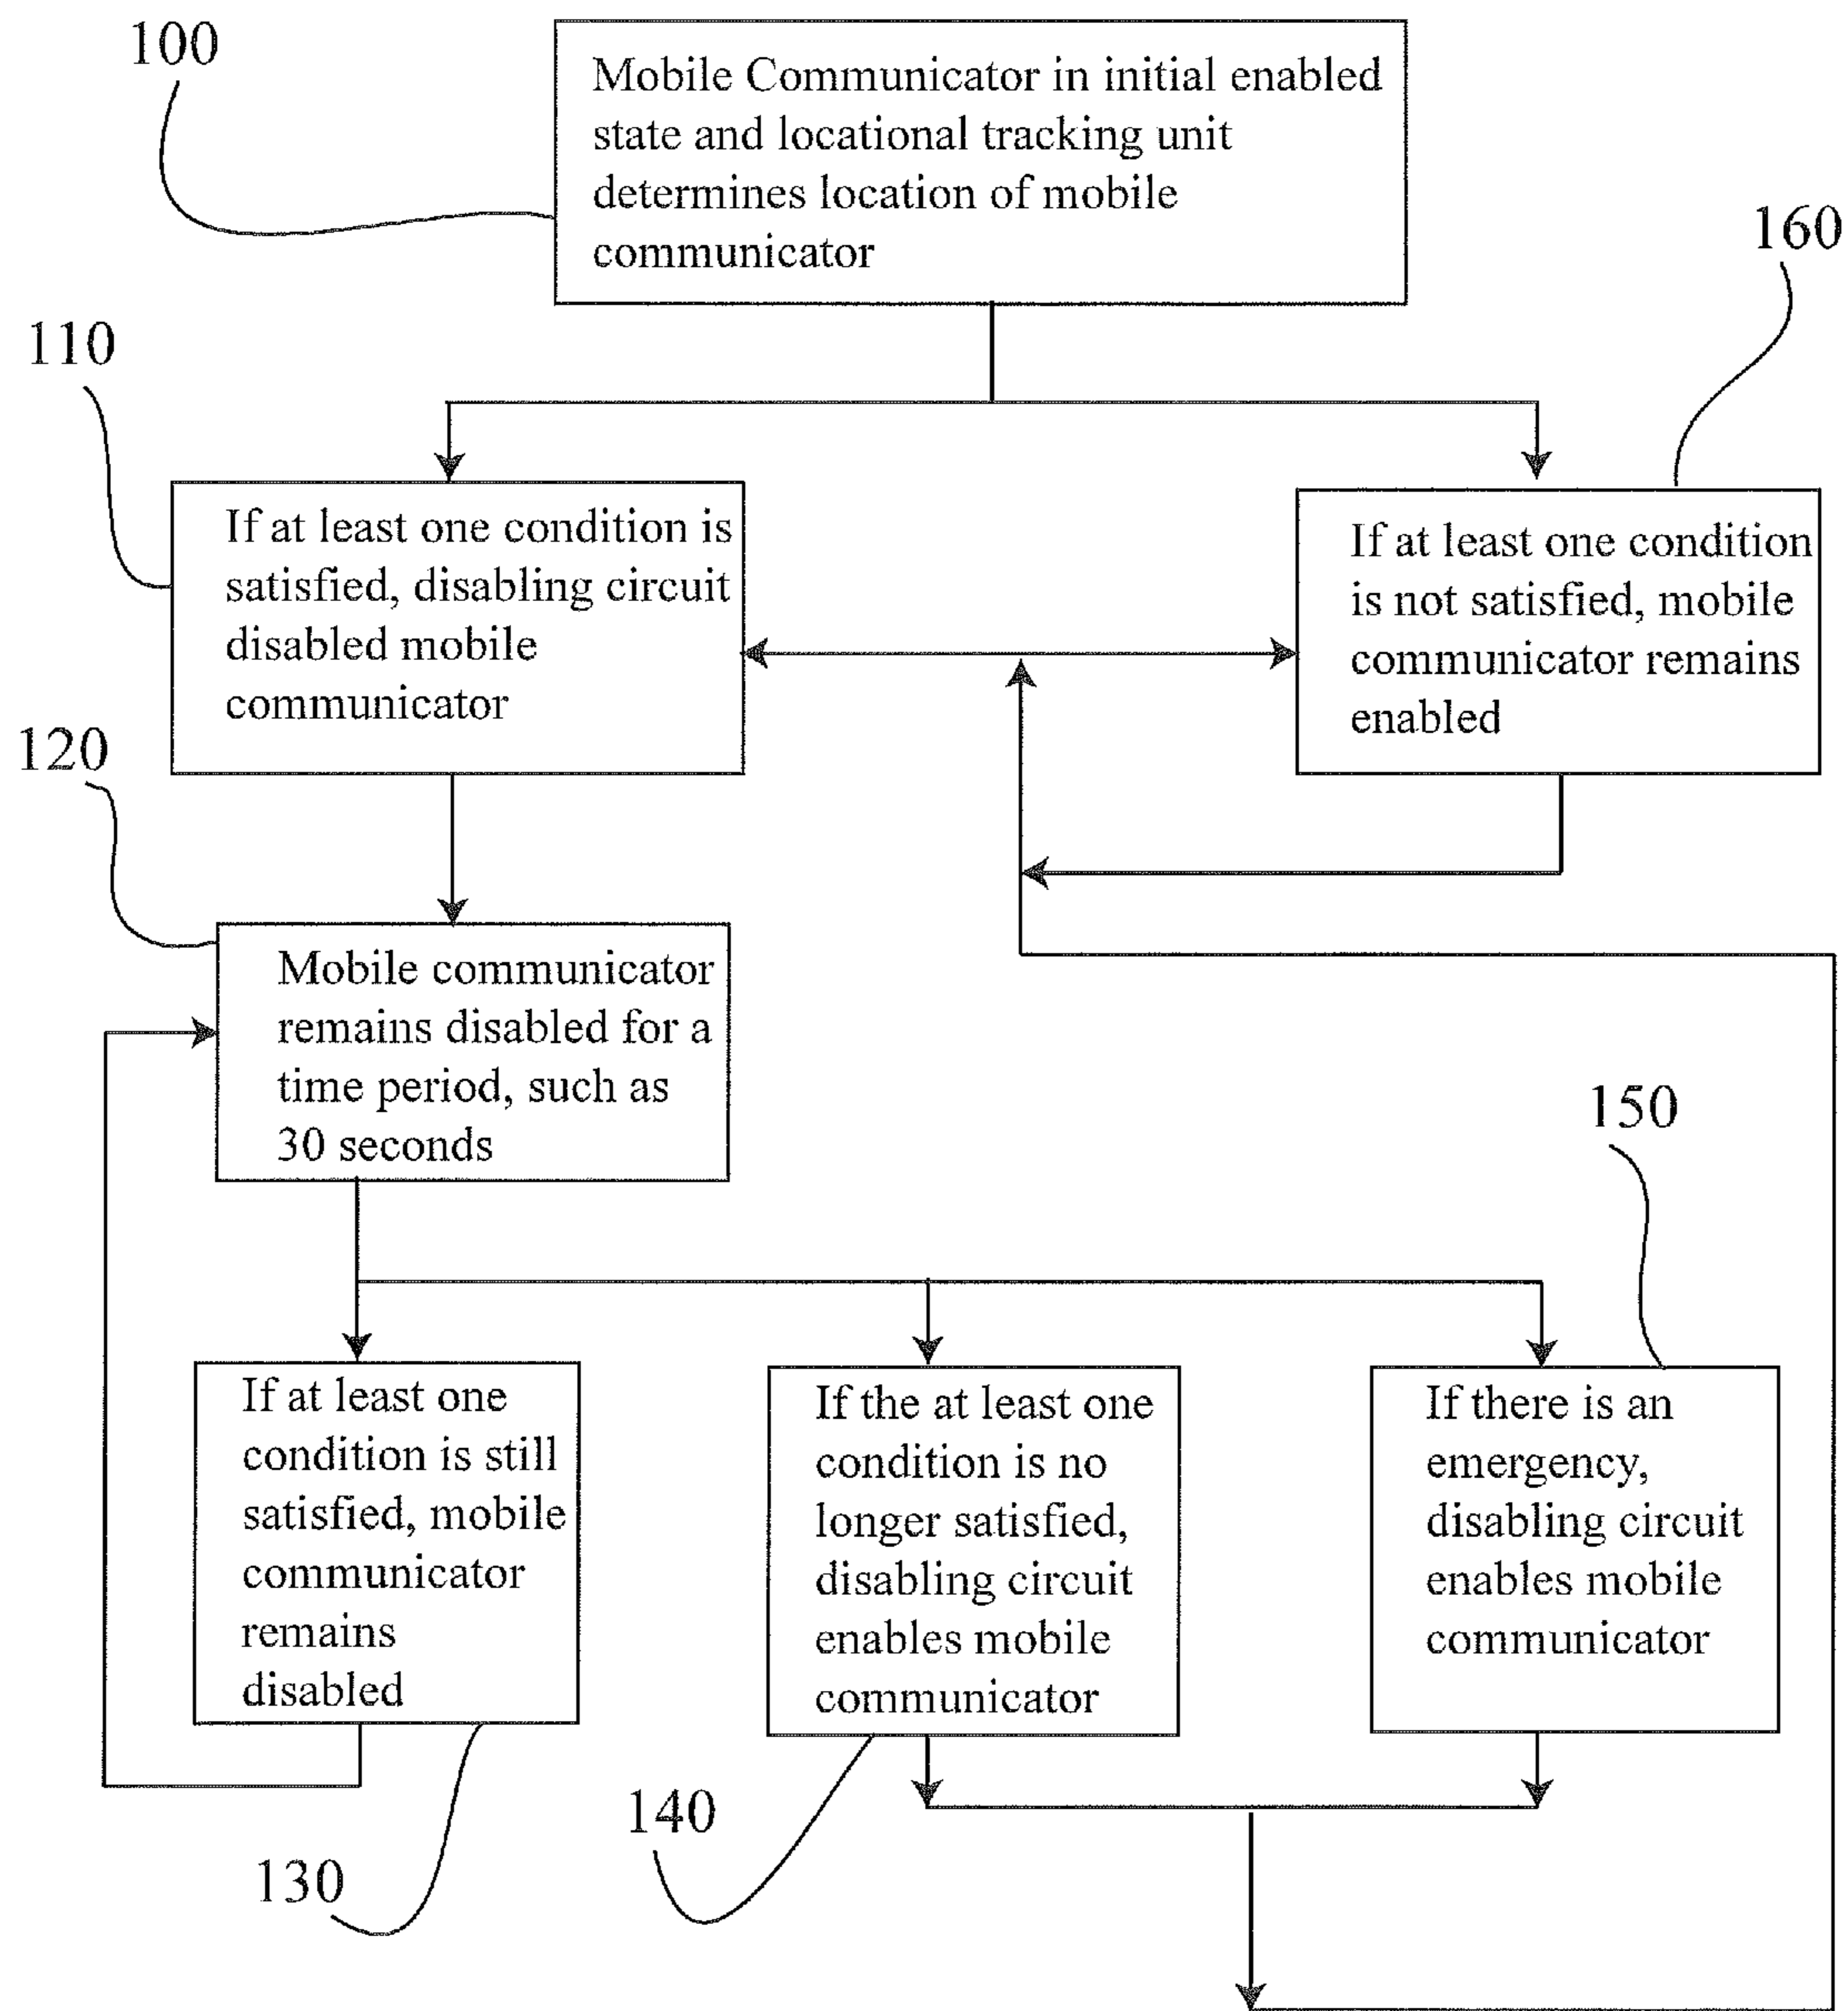 100
Mobile Communicator in initial enabled
state and locational tracking unit
determines location of mobile
communicator
160
110
If at least one condition is
satisfied, disabling circuit
disabled mobile
communicator
If at least one condition
is not satisfied, mobile
communicator remains
enabled
120
Mobile communicator
remains disabled for a
time period, such as
30 seconds
150
If at least one
condition is still
satisfied, mobile
communicator
remains
disabled
If the at least one
condition is no
longer satisfied,
disabling circuit
enables mobile
communicator
If there is an
emergency,
disabling circuit
enables mobile
communicator
130
140